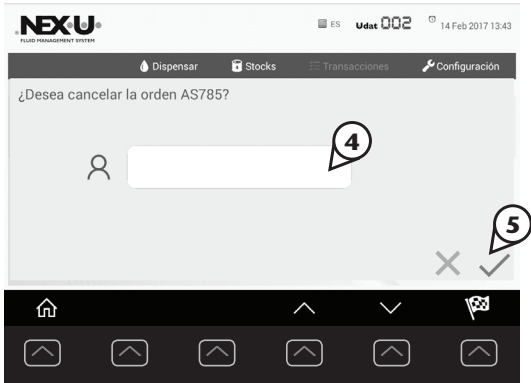 NEX·U·
FLUID MANAGEMENT SYSTEM
ES Udat 002 14 Feb 2017 13:43
Dispensar Stocks Transacciones Configuración
¿Desea cancelar la orden AS785?
4
5